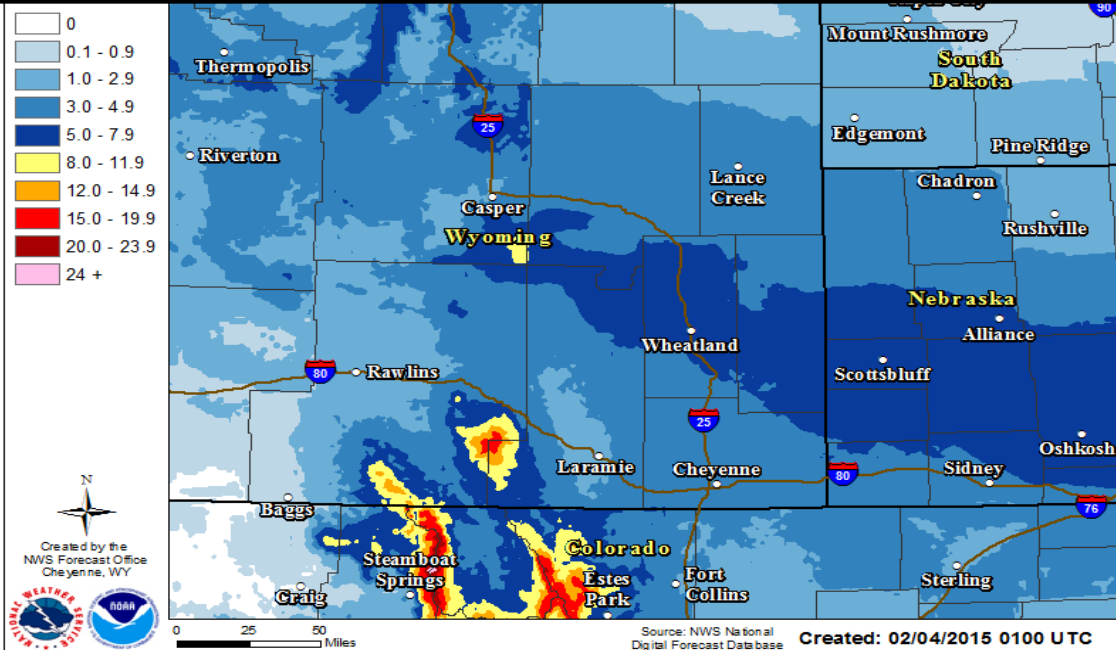 0
0.1 - 0.9
1.0 - 2.9
3.0 - 4.9
5.0 - 7.9
8.0 - 11.9
12.0 - 14.9
15.0 - 19.9
20.0 - 23.9
24 +
90
Mount Rushmore
South
Dakota
Thermopolis
25
Edgemont
Riverton
Pine Ridge
Lance
Creek
Chadron
Casper
Rushville
Wyoming
Nebraska
Alliance
Wheatland
Scottsbluff
80
Rawlins
25
Oshkosh
Laramie
Cheyenne
80
Sidney
N
Baggs
76
1
Created by the
NWS Forecast Office
Cheyenne, WY
Colorado
Steamboat
Springs
Estes
Park
Fort
Collins
Sterling
Craig
NATIONAL WEATHER SERVICE
NOAA
0 25 50
Miles
Source: NWS National
Digital Forecast Database
Created: 02/04/2015 0100 UTC